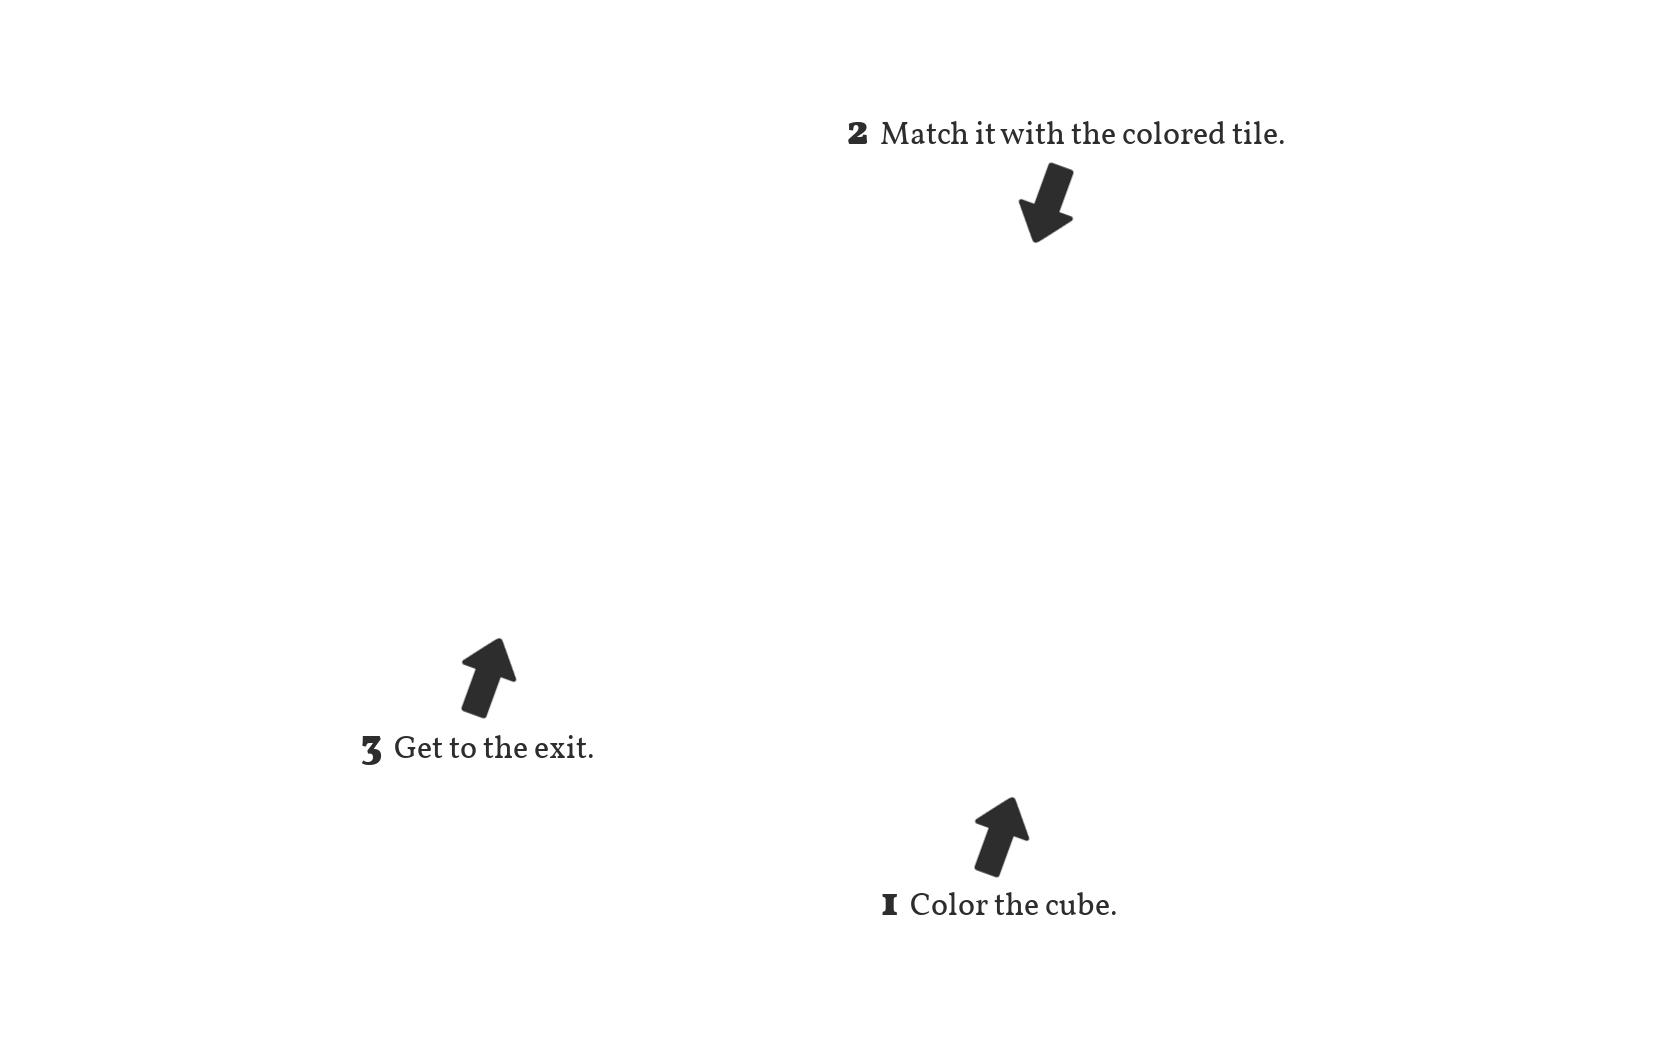 2 Match it with the colored tile.
3 Get to the exit.
1 Color the cube.